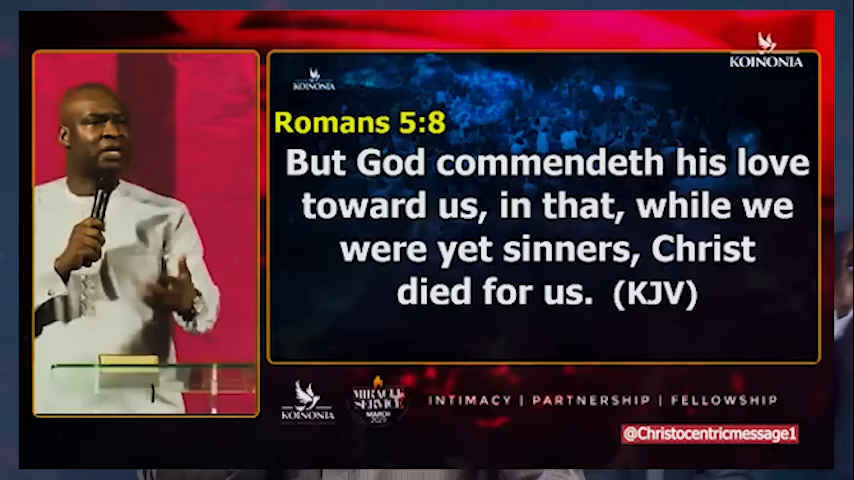 KOINONIA
KOINONIA
Romans 5:8
But God commendeth his love
toward us, in that, while we
were yet sinners, Christ
died for us. (KJV)
KOINONIA
MIRACLE
SERVICE
MARCH
INTIMACY | PARTNERSHIP | FELLOWSHIP
@Christocentricmessage1